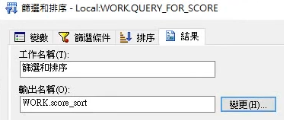 篩選和排序 - Local:WORK.QUERY_FOR_SCORE
變數 篩選條件 排序 結果
工作名稱(T):
篩選和排序
輸出名稱(O):
WORK.score_sort 變更(H)...